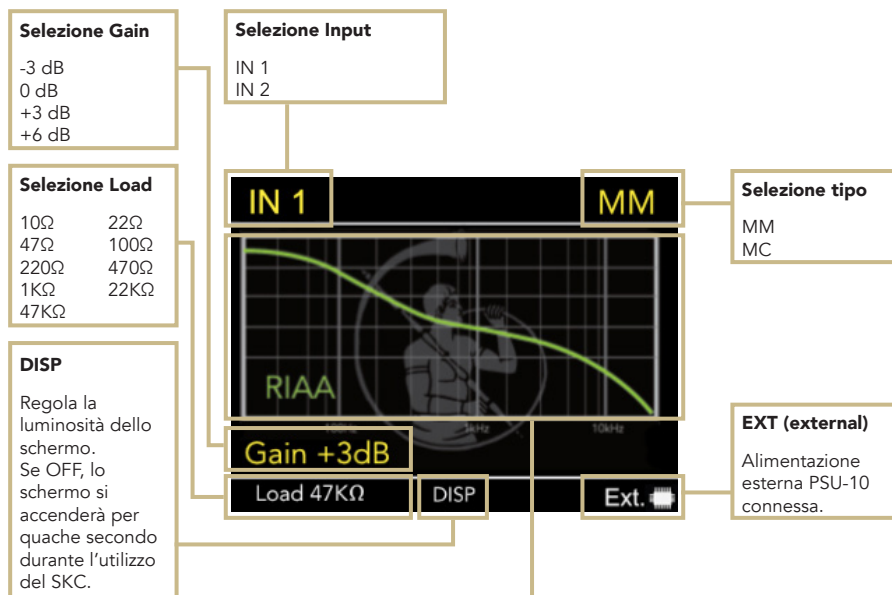 Selezione Gain
-3 dB
0 dB
+3 dB
+6 dB
Selezione Input
IN 1
IN 2
Selezione Load
10Ω 22Ω
47Ω 100Ω
220Ω 470Ω
1KΩ 22KΩ
47KΩ
DISP
Regola la
luminosità dello
schermo.
Se OFF, lo
schermo si
accenderà per
quache secondo
durante l'utilizzo
del SKC.
IN 1 MM
RIAA
100Hz 1kHz 10kHz
Gain +3dB
Load 47KΩ DISP Ext.
Selezione tipo
MM
MC
EXT (external)
Alimentazione
esterna PSU-10
connessa.